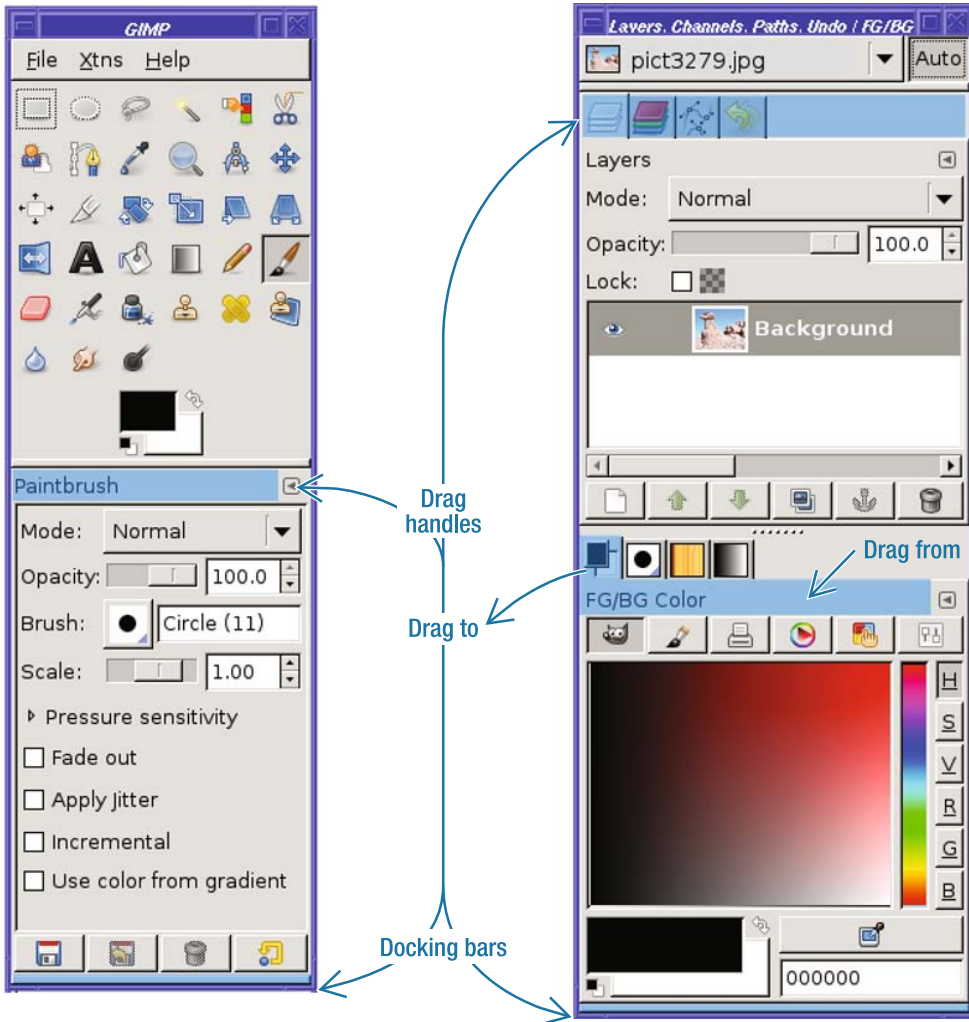 GIMP
File Xtns Help
Paintbrush
Mode: Normal
Opacity: 100.0
Brush: Circle (11)
Scale: 1.00
Pressure sensitivity
Fade out
Apply Jitter
Incremental
Use color from gradient
Drag
handles
Drag to
Docking bars
Layers, Channels, Paths, Undo / FG/BG
pict3279.jpg Auto
Layers
Mode: Normal
Opacity: 100.0
Lock:
Background
Drag from
FG/BG Color
H
S
V
R
G
B
000000